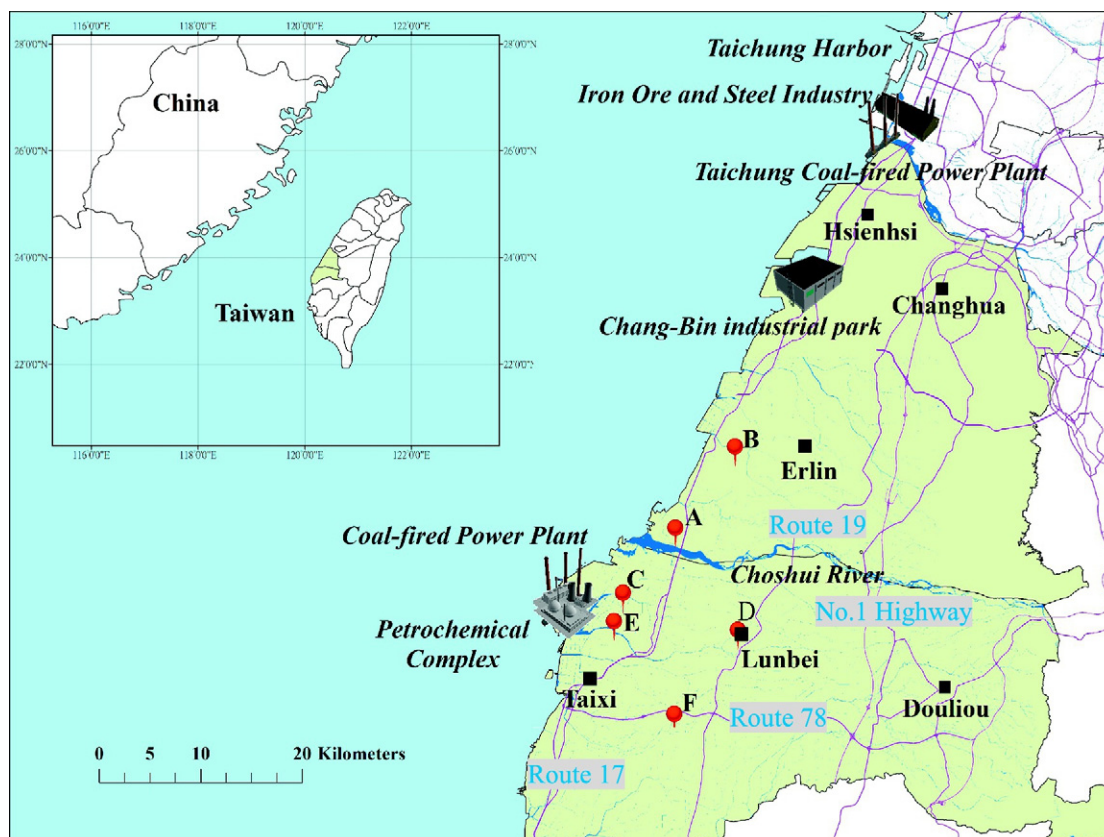 116°0'0"E 118°0'0"E 120°0'0"E 122°0'0"E
28°0'0"N
28°0'0"N
26°0'0"N
26°0'0"N
24°0'0"N
24°0'0"N
22°0'0"N
22°0'0"N
116°0'0"E 118°0'0"E 120°0'0"E 122°0'0"E
China
Taiwan
Taichung Harbor
Iron Ore and Steel Industry
Taichung Coal-fired Power Plant
Hsienhsi
Changhua
Chang-Bin industrial park
B
Erlin
A
Route 19
Coal-fired Power Plant
Choshui River
C
No.1 Highway
D
E
Petrochemical
Complex
Lunbei
Taixi
F
Route 78
Douliou
Route 17
0 5 10 20 Kilometers